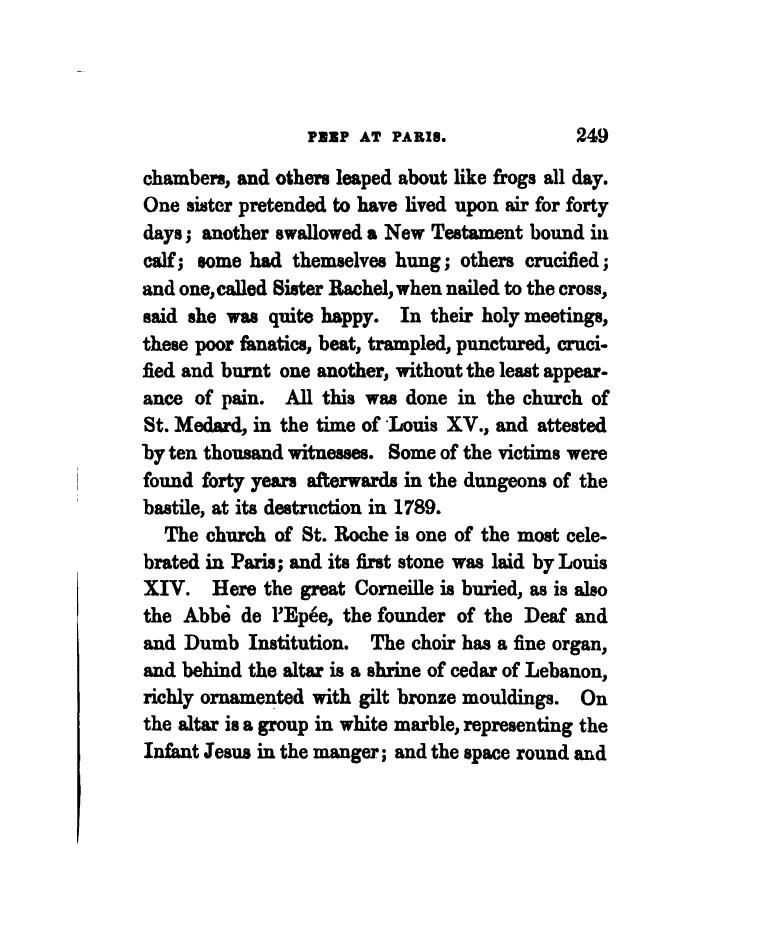 PEEP AT PARIS. 249
chambers, and others leaped about like frogs all day.
One sister pretended to have lived upon air for forty
days; another swallowed a New Testament bound in
calf; some had themselves hung; others crucified;
and one, called Sister Rachel, when nailed to the cross,
said she was quite happy. In their holy meetings,
these poor fanatics, beat, trampled, punctured, cruci-
fied and burnt one another, without the least appear-
ance of pain. All this was done in the church of
St. Medard, in the time of Louis XV., and attested
by ten thousand witnesses. Some of the victims were
found forty years afterwards in the dungeons of the
bastile, at its destruction in 1789.
The church of St. Roche is one of the most cele-
brated in Paris; and its first stone was laid by Louis
XIV. Here the great Corneille is buried, as is also
the Abbè de l'Epée, the founder of the Deaf and
and Dumb Institution. The choir has a fine organ,
and behind the altar is a shrine of cedar of Lebanon,
richly ornamented with gilt bronze mouldings. On
the altar is a group in white marble, representing the
Infant Jesus in the manger; and the space round and